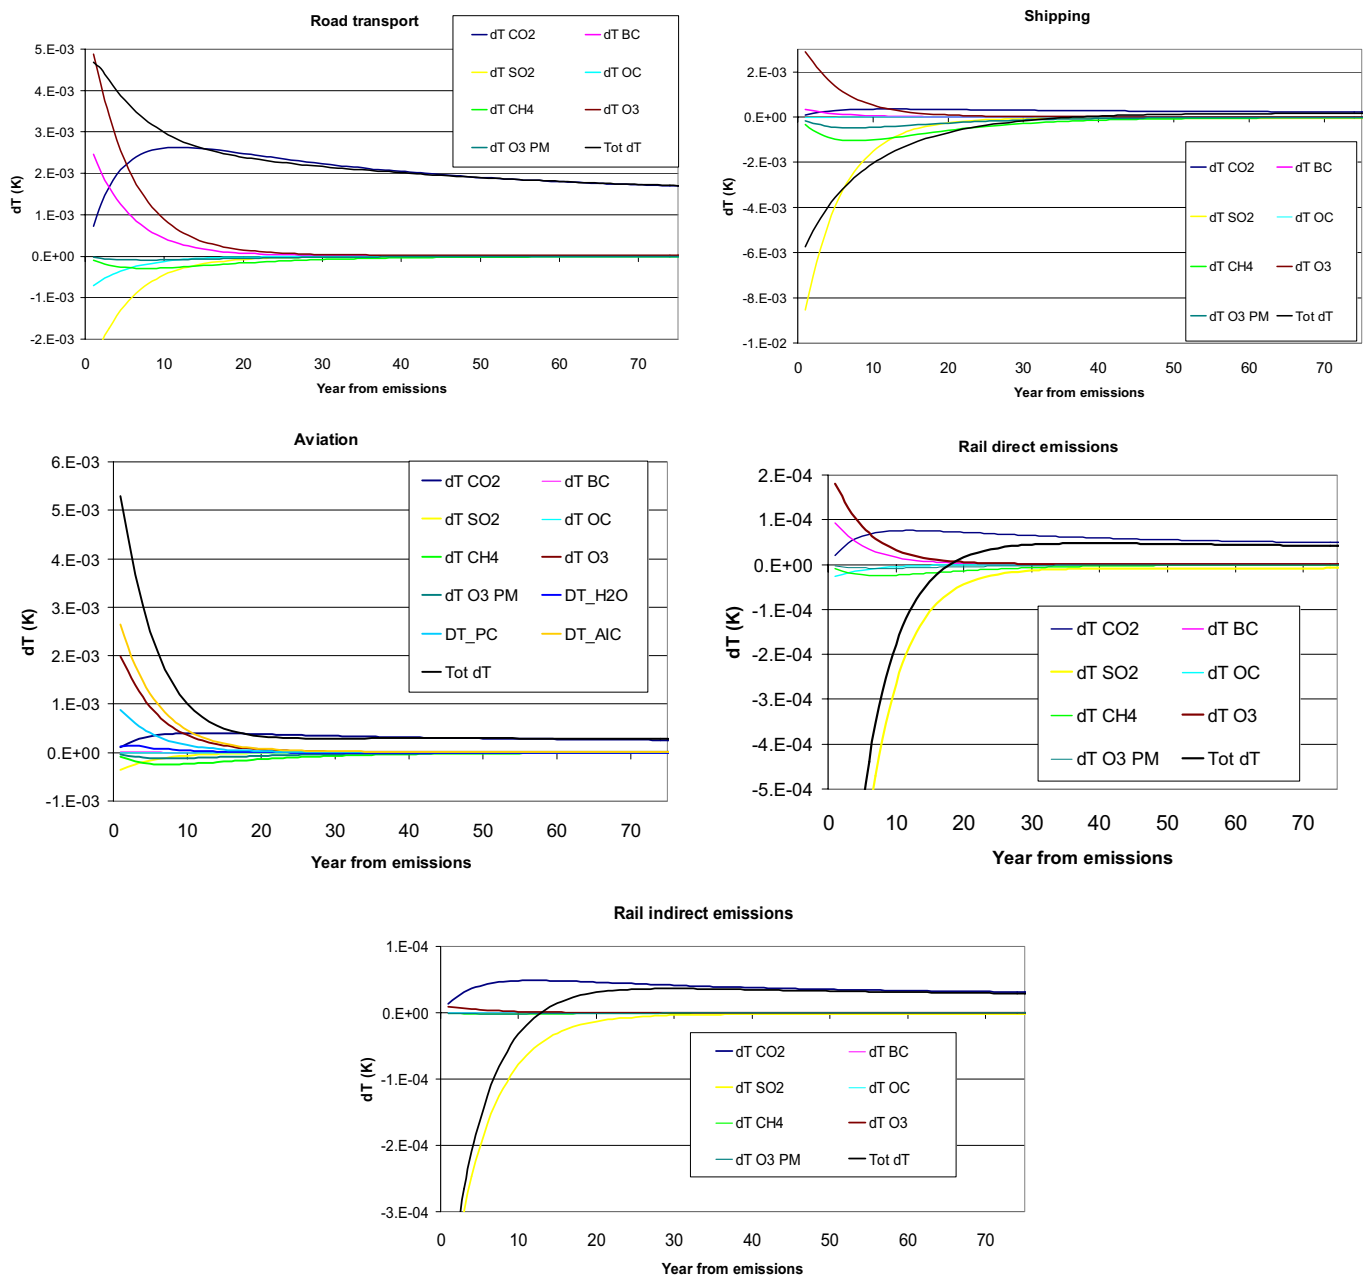 Road transport
dT CO2 dT BC
dT SO2 dT OC
dT CH4 dT O3
dT O3 PM Tot dT
5.E-03
4.E-03
3.E-03
2.E-03
1.E-03
0.E+00
-1.E-03
-2.E-03
dT (K)
0 10 20 30 40 50 60 70
Year from emissions
Shipping
2.E-03
0.E+00
-2.E-03
-4.E-03
-6.E-03
-8.E-03
-1.E-02
dT (K)
dT CO2 dT BC
dT SO2 dT OC
dT CH4 dT O3
dT O3 PM Tot dT
0 10 20 30 40 50 60 70
Year from emissions
Aviation
6.E-03
5.E-03
4.E-03
3.E-03
2.E-03
1.E-03
0.E+00
-1.E-03
dT (K)
dT CO2 dT BC
dT SO2 dT OC
dT CH4 dT O3
dT O3 PM DT_H2O
DT_PC DT_AIC
Tot dT
0 10 20 30 40 50 60 70
Year from emissions
Rail direct emissions
2.E-04
1.E-04
0.E+00
-1.E-04
-2.E-04
-3.E-04
-4.E-04
-5.E-04
dT (K)
dT CO2 dT BC
dT SO2 dT OC
dT CH4 dT O3
dT O3 PM Tot dT
0 10 20 30 40 50 60 70
Year from emissions
Rail indirect emissions
1.E-04
0.E+00
-1.E-04
-2.E-04
-3.E-04
dT (K)
dT CO2 dT BC
dT SO2 dT OC
dT CH4 dT O3
dT O3 PM Tot dT
0 10 20 30 40 50 60 70
Year from emissions